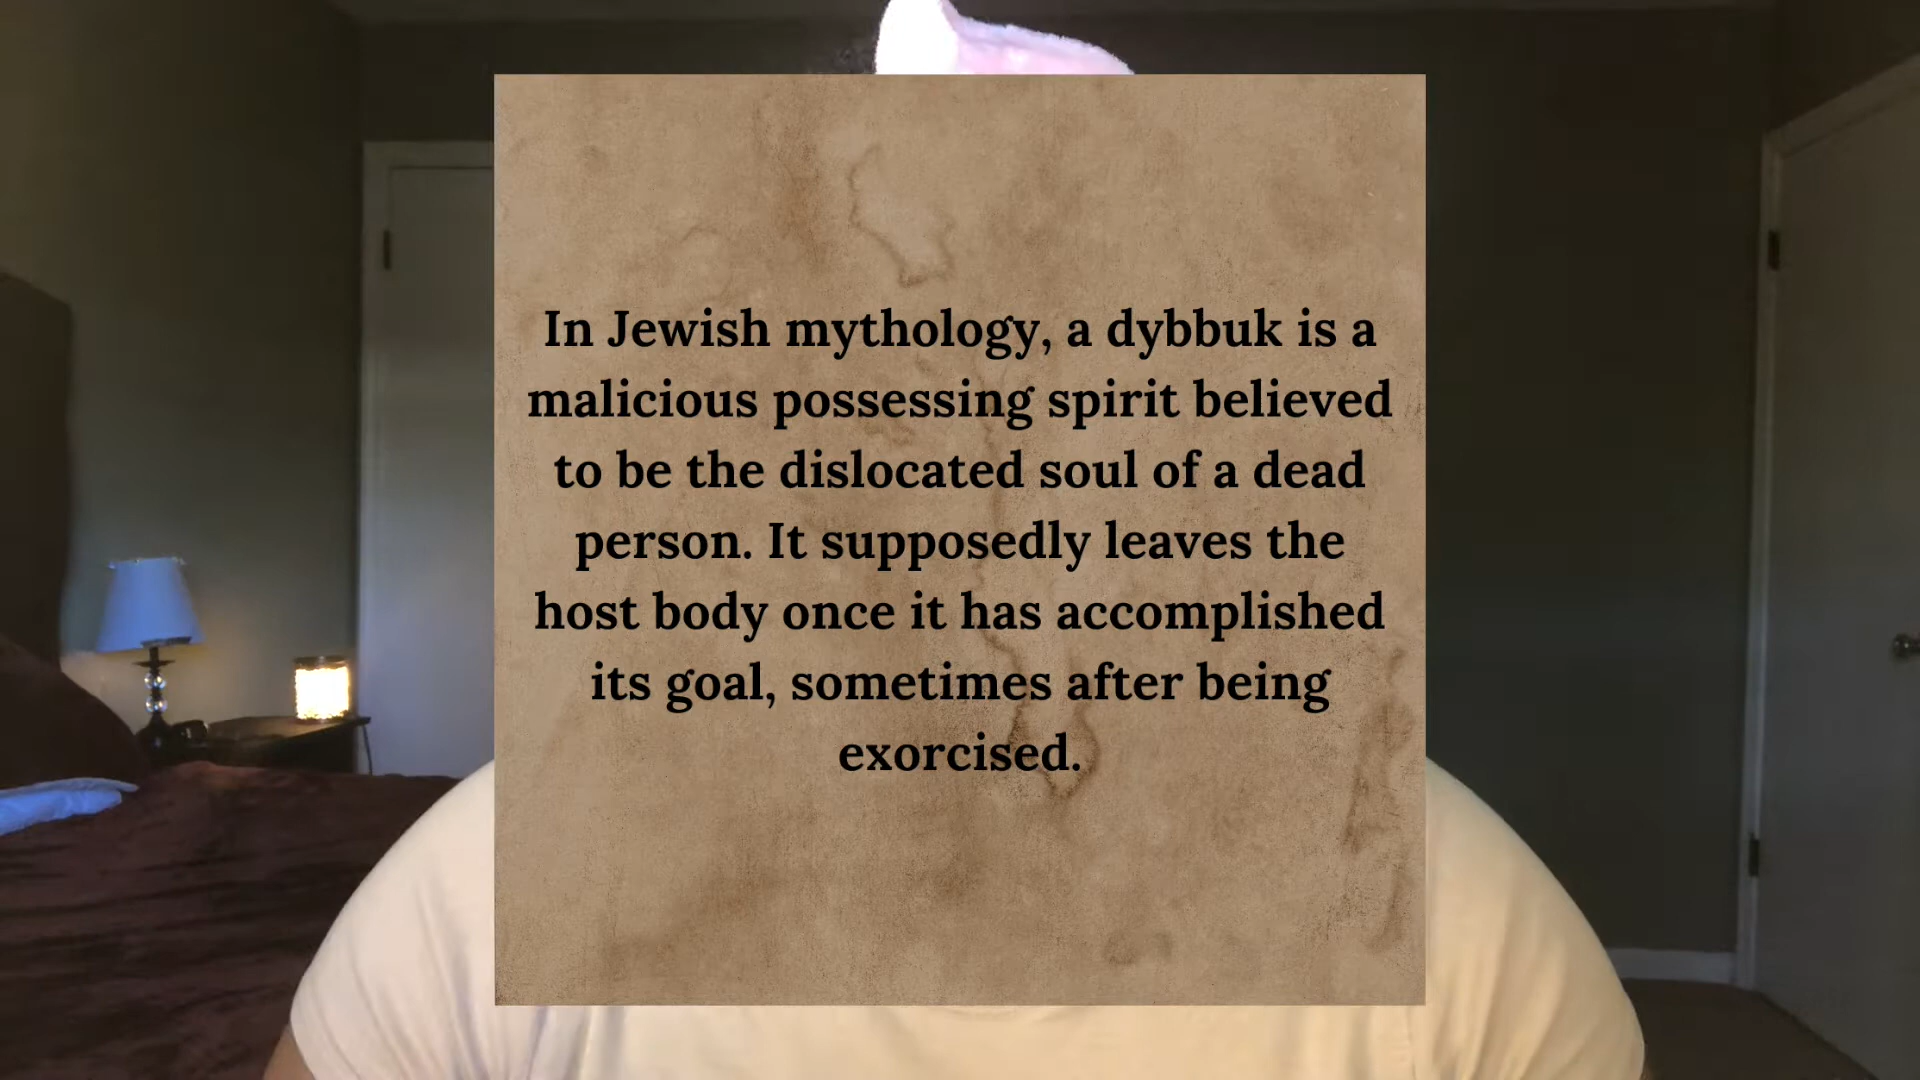 In Jewish mythology, a dybbuk is a
malicious possessing spirit believed
to be the dislocated soul of a dead
person. It supposedly leaves the
host body once it has accomplished
its goal, sometimes after being
exorcised.